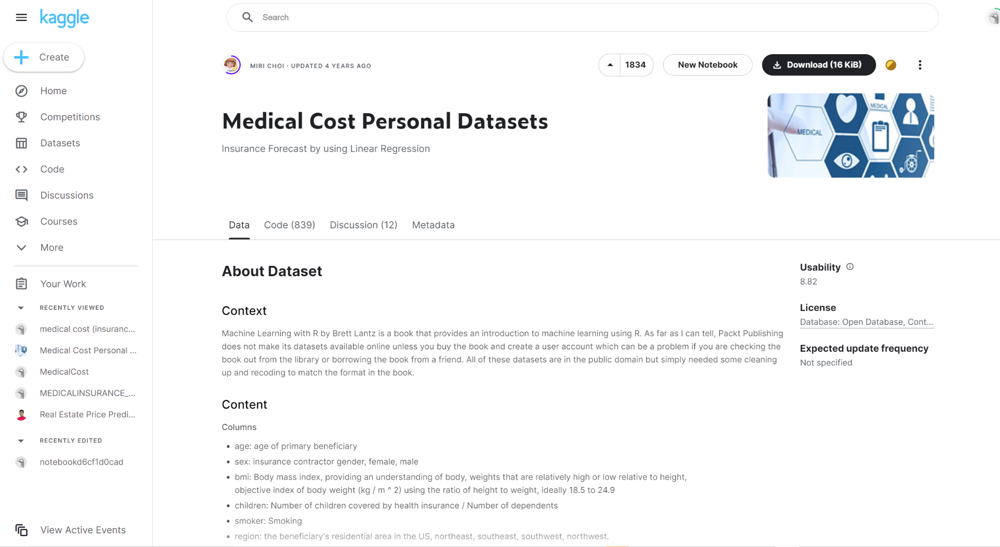 kaggle
Search
Create
Home
Competitions
Datasets
Code
Discussions
Courses
More
Your Work
RECENTLY VIEWED
medical cost (insuranc...
Medical Cost Personal ...
MedicalCost
MEDICALINSURANCE_...
Real Estate Price Predi...
RECENTLY EDITED
notebookd6cf1d0cad
View Active Events
MIRI CHOI · UPDATED 4 YEARS AGO
1834
New Notebook
Download (16 KiB)
Medical Cost Personal Datasets
Insurance Forecast by using Linear Regression
MEDICAL
MEDICAL
Data
Code (839)
Discussion (12)
Metadata
About Dataset
Context
Machine Learning with R by Brett Lantz is a book that provides an introduction to machine learning using R. As far as I can tell, Packt Publishing
does not make its datasets available online unless you buy the book and create a user account which can be a problem if you are checking the
book out from the library or borrowing the book from a friend. All of these datasets are in the public domain but simply needed some cleaning
up and recoding to match the format in the book.
Content
Columns
• age: age of primary beneficiary
• sex: insurance contractor gender, female, male
• bmi: Body mass index, providing an understanding of body, weights that are relatively high or low relative to height,
objective index of body weight (kg / m ^ 2) using the ratio of height to weight, ideally 18.5 to 24.9
• children: Number of children covered by health insurance / Number of dependents
• smoker: Smoking
• region: the beneficiary's residential area in the US, northeast, southeast, southwest, northwest.
Usability
8.82
License
Database: Open Database, Cont...
Expected update frequency
Not specified